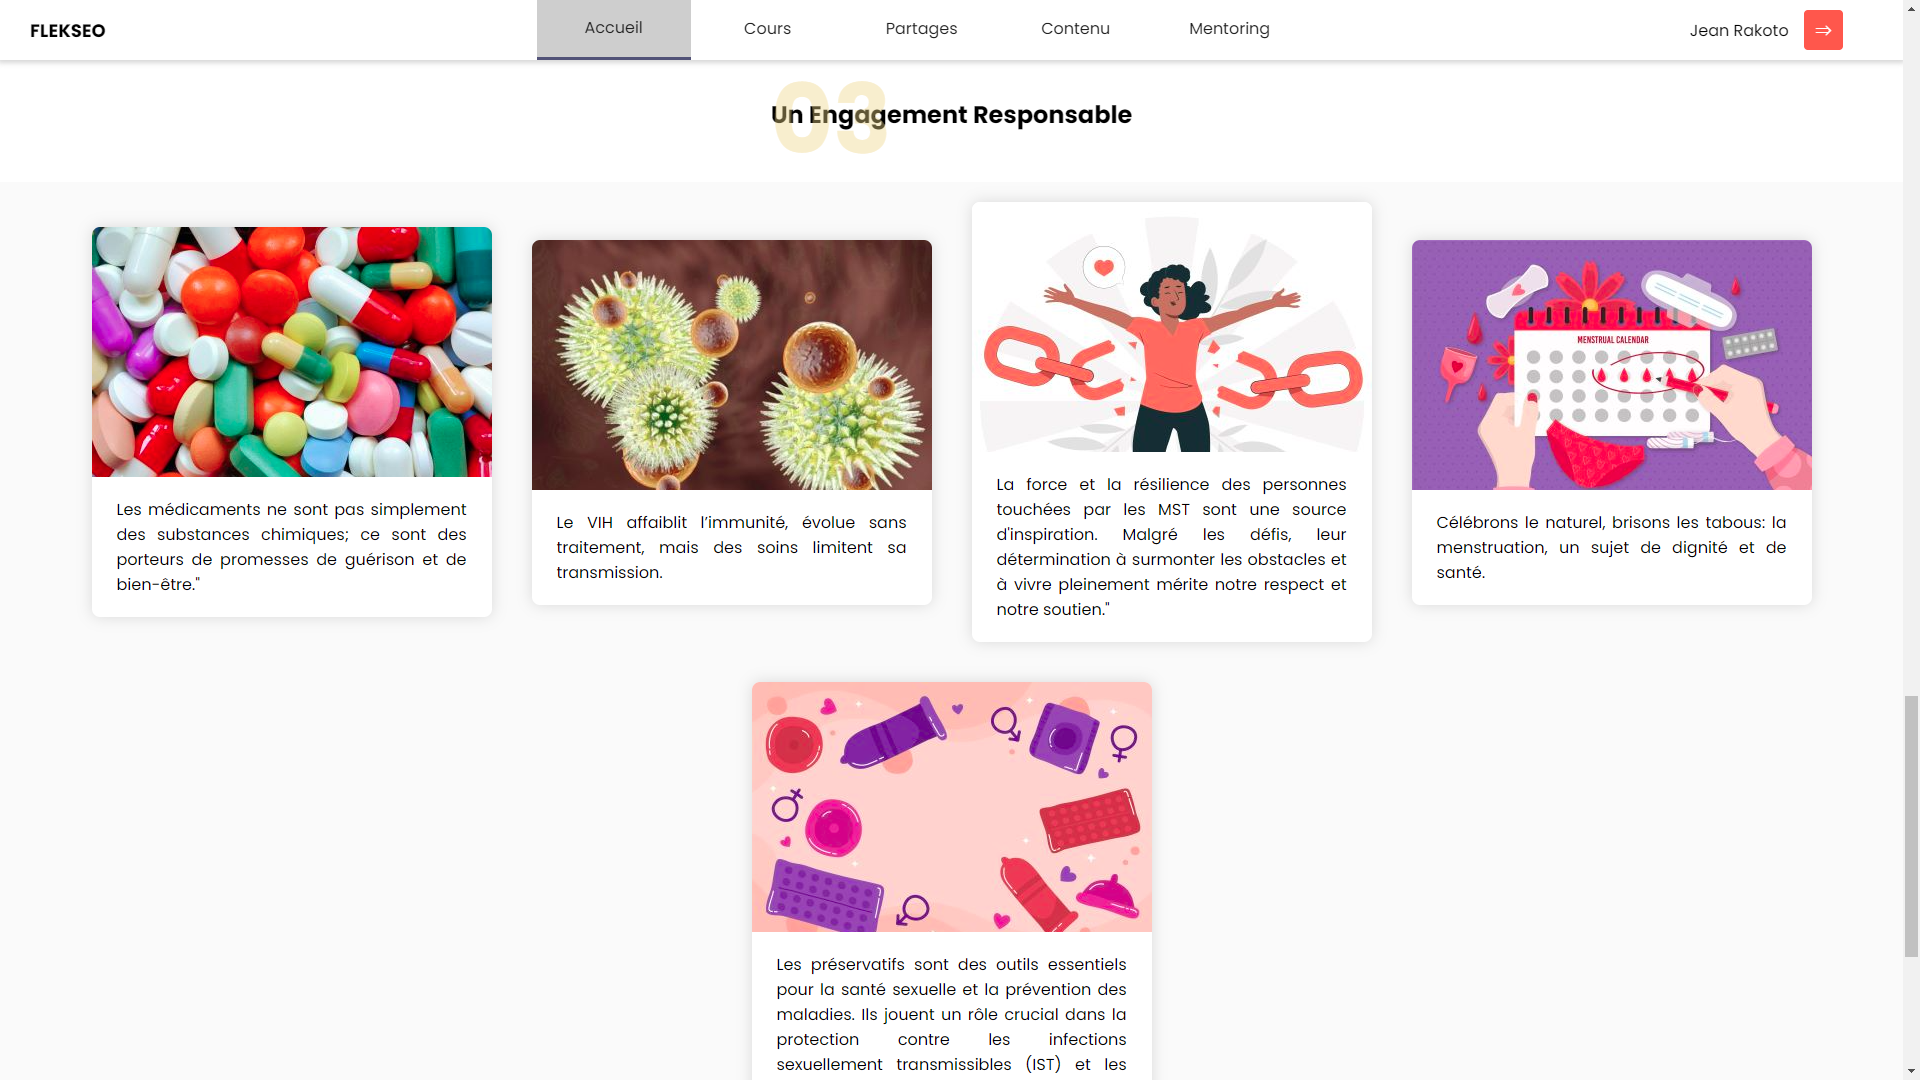 FLEKSEO
Accueil
Cours
Partages
Contenu
Mentoring
Jean Rakoto
⇒
03
Un Engagement Responsable
Les médicaments ne sont pas simplement
des substances chimiques; ce sont des
porteurs de promesses de guérison et de
bien-être."
Le VIH affaiblit l’immunité, évolue sans
traitement, mais des soins limitent sa
transmission.
La force et la résilience des personnes
touchées par les MST sont une source
d'inspiration. Malgré les défis, leur
détermination à surmonter les obstacles et
à vivre pleinement mérite notre respect et
notre soutien."
MENSTRUAL CALENDAR
Célébrons le naturel, brisons les tabous: la
menstruation, un sujet de dignité et de
santé.
Les préservatifs sont des outils essentiels
pour la santé sexuelle et la prévention des
maladies. Ils jouent un rôle crucial dans la
protection contre les infections
sexuellement transmissibles (IST) et les